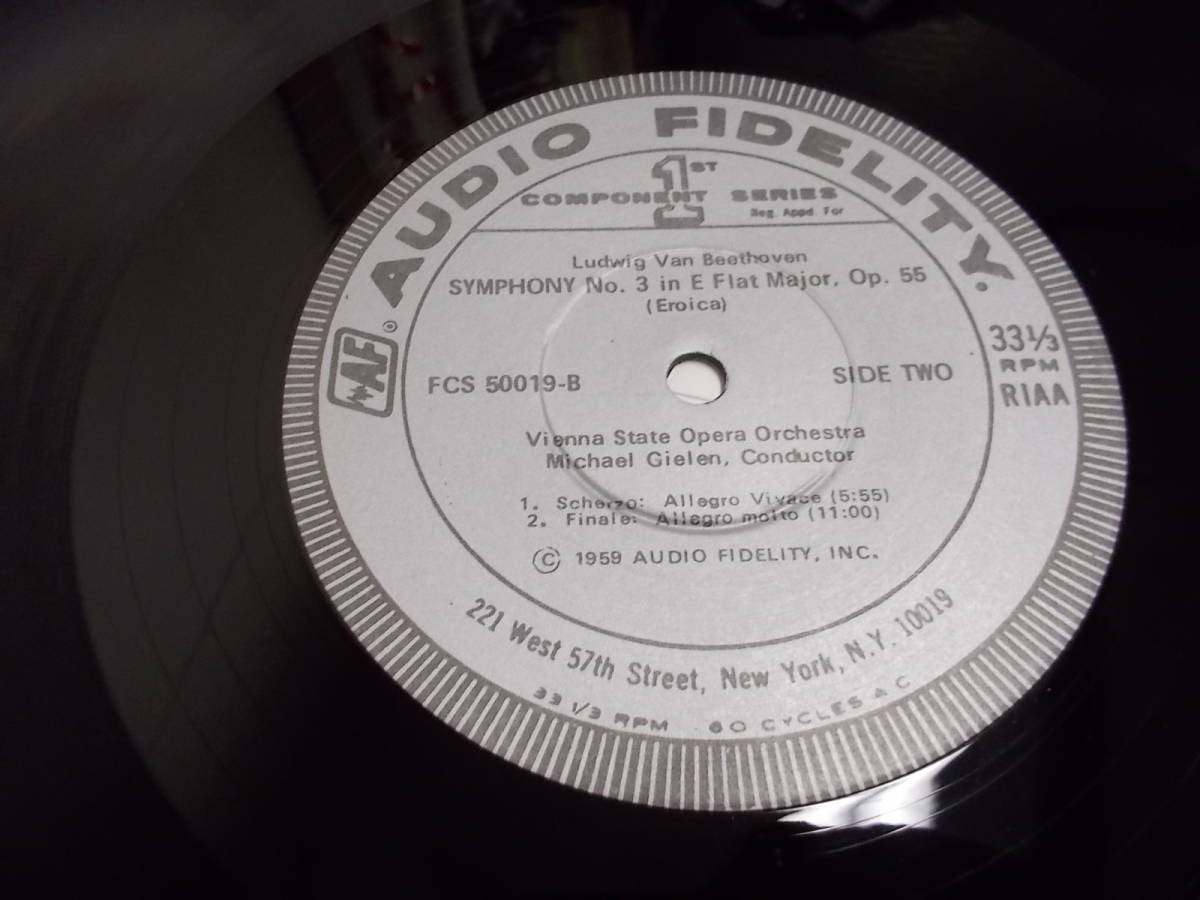 AUDIO FIDELITY.
1ST
COMPONENT SERIES
Reg. Appd. For
Ludwig Van Beethoven
SYMPHONY No. 3 in E Flat Major, Op. 55
(Eroica)
AF ®
33 1/3
RPM
RIAA
FCS 50019-B
SIDE TWO
Vienna State Opera Orchestra
Michael Gielen, Conductor
1. Scherzo: Allegro Vivace (5:55)
2. Finale: Allegro molto (11:00)
© 1959 AUDIO FIDELITY, INC.
221 West 57th Street, New York, N.Y. 10019
33 1/3 RPM 60 CYCLES A C